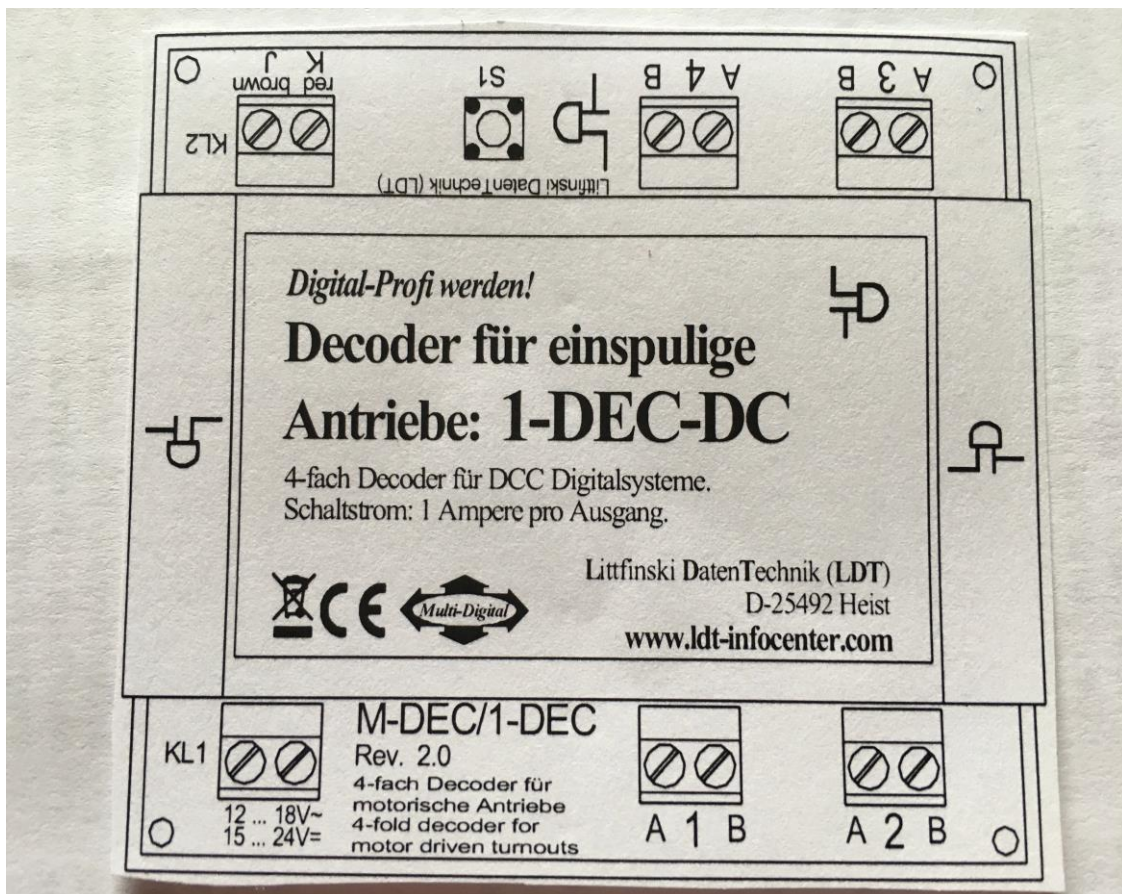 J K
brown red
KL2
S1
B 4 A
B 3 A
Littfinski DatenTechnik (LDT)
Digital-Profi werden!
Decoder für einspulige
Antriebe: 1-DEC-DC
4-fach Decoder für DCC Digitalsysteme.
Schaltstrom: 1 Ampere pro Ausgang.
CE
Multi-Digital
Littfinski DatenTechnik (LDT)
D-25492 Heist
www.ldt-infocenter.com
KL1
12 ... 18V~
15 ... 24V=
M-DEC/1-DEC
Rev. 2.0
4-fach Decoder für
motorische Antriebe
4-fold decoder for
motor driven turnouts
A 1 B
A 2 B